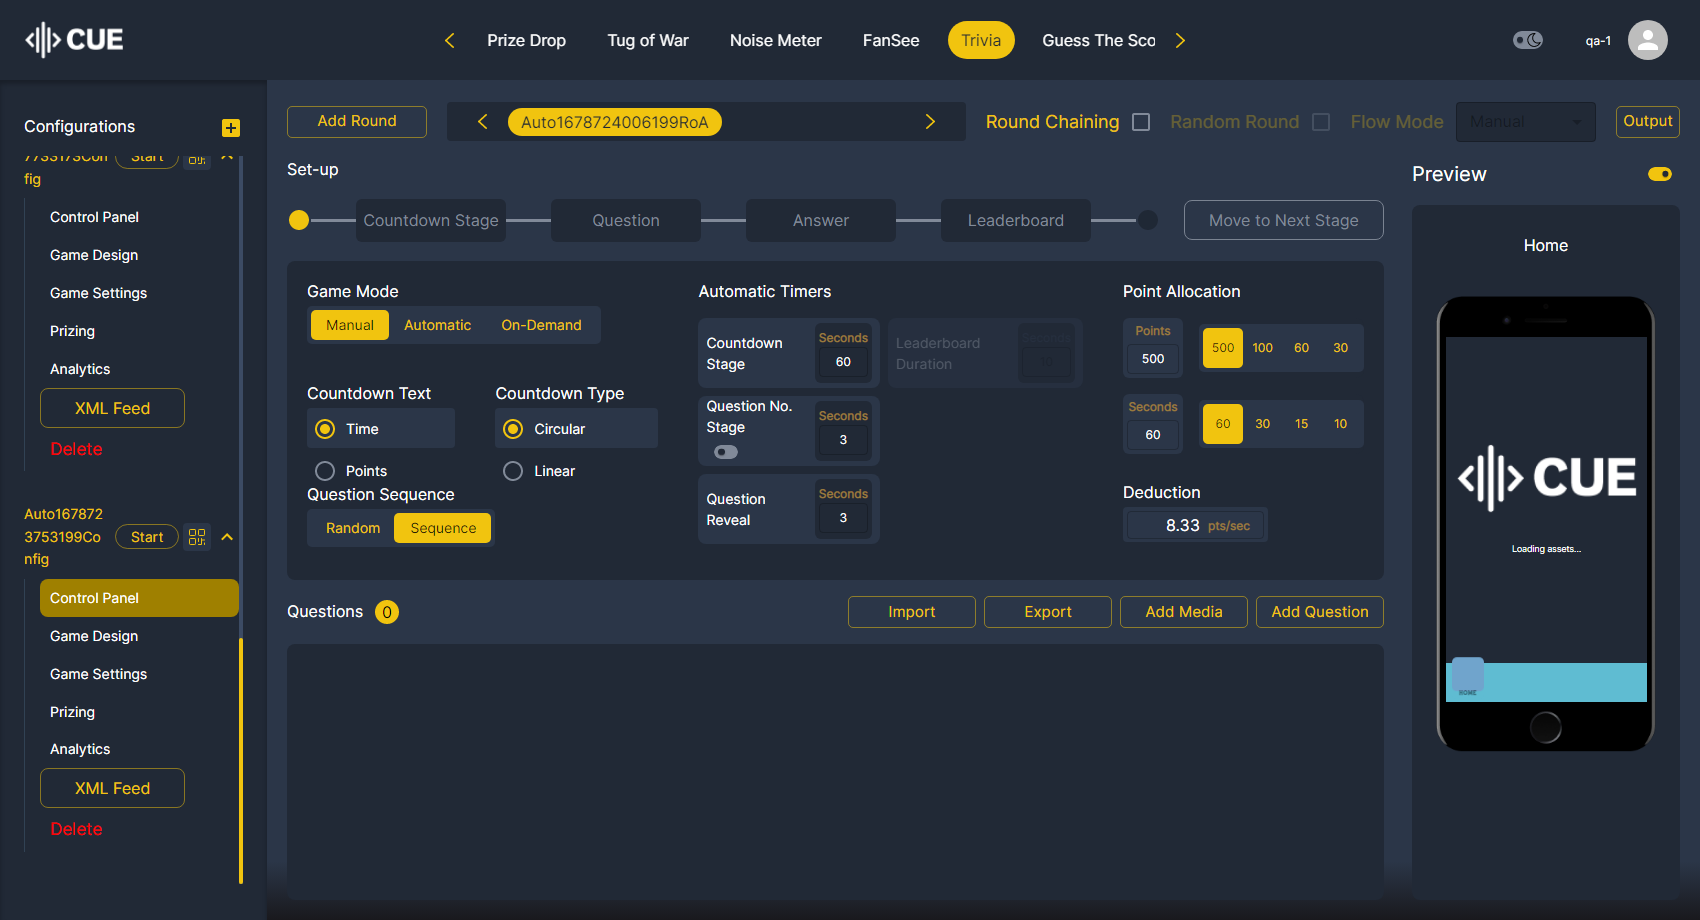 CUE
Prize Drop
Tug of War
Noise Meter
FanSee
Trivia
Guess The Sco
qa-1
Configurations
7733173Con
fig
Start
Control Panel
Game Design
Game Settings
Prizing
Analytics
XML Feed
Delete
Auto167872
3753199Co
nfig
Start
Control Panel
Game Design
Game Settings
Prizing
Analytics
XML Feed
Delete
Add Round
Auto1678724006199RoA
Round Chaining
Random Round
Flow Mode
Manual
Output
Set-up
Countdown Stage
Question
Answer
Leaderboard
Move to Next Stage
Game Mode
Manual
Automatic
On-Demand
Countdown Text
Time
Points
Countdown Type
Circular
Linear
Question Sequence
Random
Sequence
Automatic Timers
Countdown
Stage
Seconds
60
Leaderboard
Duration
Seconds
10
Question No.
Stage
Seconds
3
Question
Reveal
Seconds
3
Point Allocation
Points
500
500
100
60
30
Seconds
60
60
30
15
10
Deduction
8.33 pts/sec
Questions 0
Import
Export
Add Media
Add Question
Preview
Home
CUE
Loading assets...
HOME